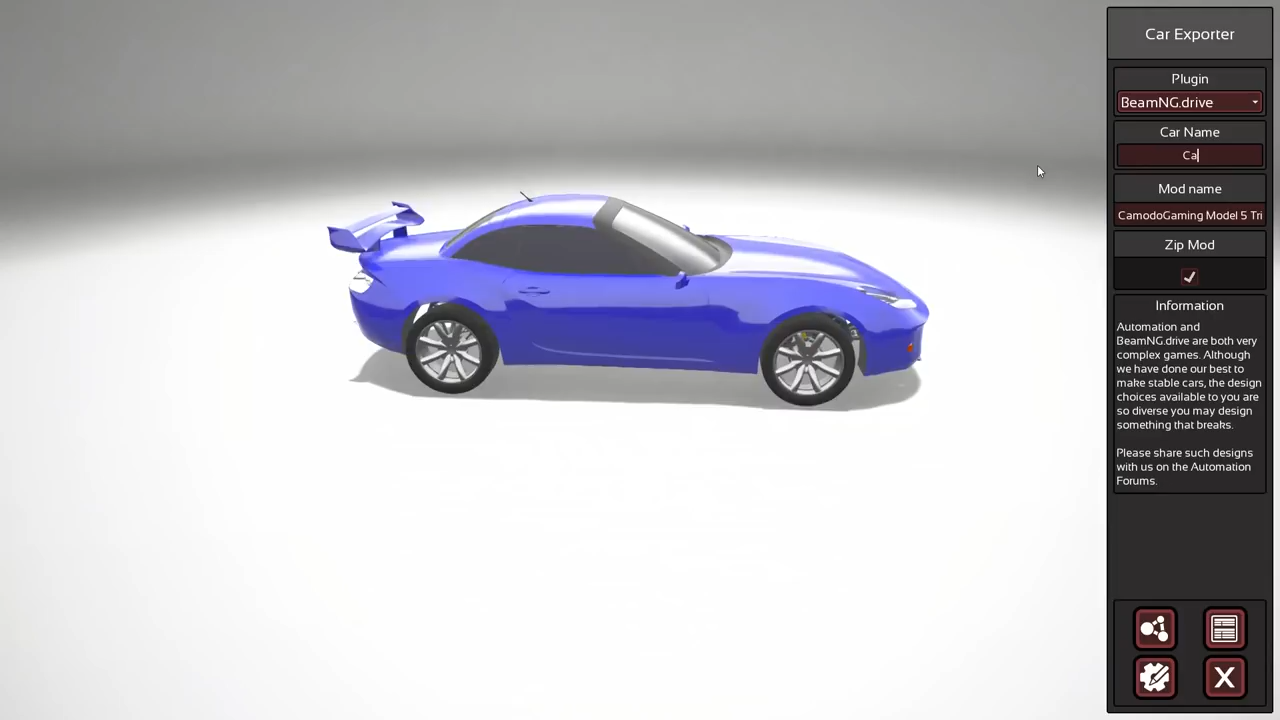 Car Exporter
Plugin
BeamNG.drive
Car Name
Ca
Mod name
CamodoGaming Model 5 Tri
Zip Mod
Information
Automation and
BeamNG.drive are both very
complex games. Although
we have done our best to
make stable cars, the design
choices available to you are
so diverse you may design
something that breaks.
Please share such designs
with us on the Automation
Forums.